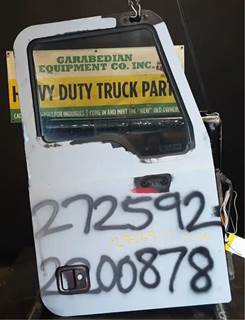 GARABEDIAN
EQUIPMENT CO. INC.
H VY DUTY TRUCK PART
272592
2200878